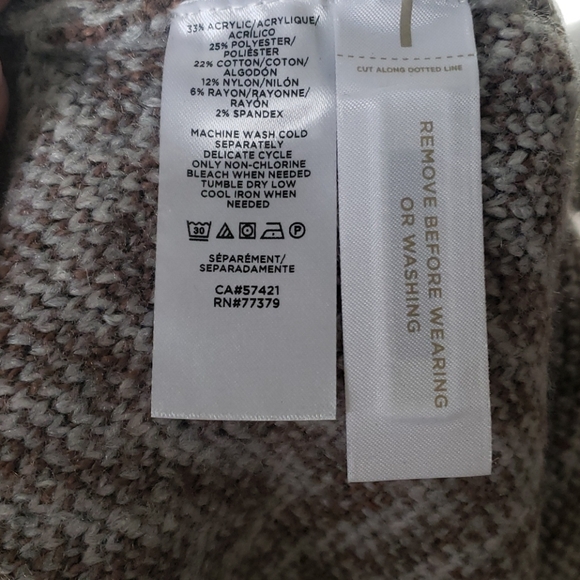 33% ACRYLIC/ACRYLIQUE/
ACRÍLICO
25% POLYESTER/
POLIÉSTER
22% COTTON/COTON/
ALGODÓN
12% NYLON/NILÓN
6% RAYON/RAYONNE/
RAYÓN
2% SPANDEX
MACHINE WASH COLD
SEPARATELY
DELICATE CYCLE
ONLY NON-CHLORINE
BLEACH WHEN NEEDED
TUMBLE DRY LOW
COOL IRON WHEN
NEEDED
30
P
SÉPARÉMENT/
SEPARADAMENTE
CA#57421
RN#77379
CUT ALONG DOTTED LINE
REMOVE BEFORE WEARING
OR WASHING